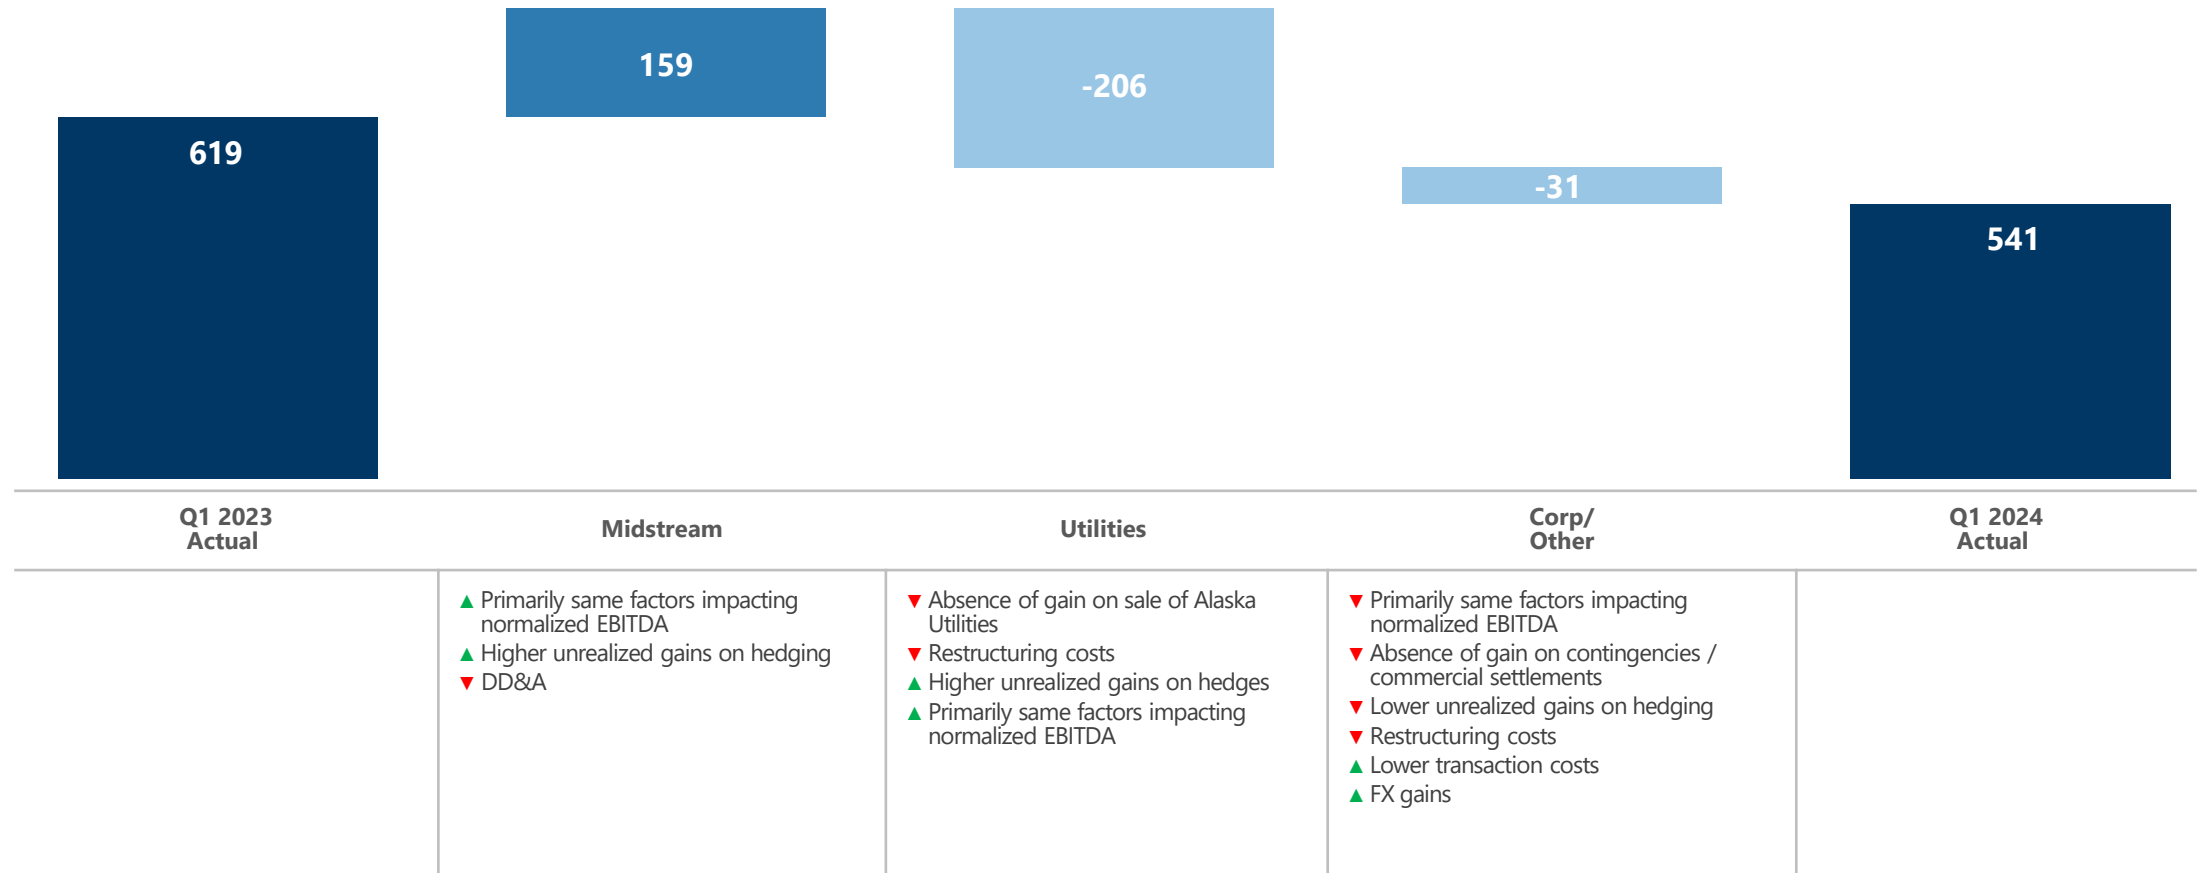 159
-206
619
-31
541
Q1 2023
Actual
Midstream
Utilities
Corp/
Other
Q1 2024
Actual
▲ Primarily same factors impacting
normalized EBITDA
▲ Higher unrealized gains on hedging
▼ DD&A
▼ Absence of gain on sale of Alaska
Utilities
▼ Restructuring costs
▲ Higher unrealized gains on hedges
▲ Primarily same factors impacting
normalized EBITDA
▼ Primarily same factors impacting
normalized EBITDA
▼ Absence of gain on contingencies /
commercial settlements
▼ Lower unrealized gains on hedging
▼ Restructuring costs
▲ Lower transaction costs
▲ FX gains